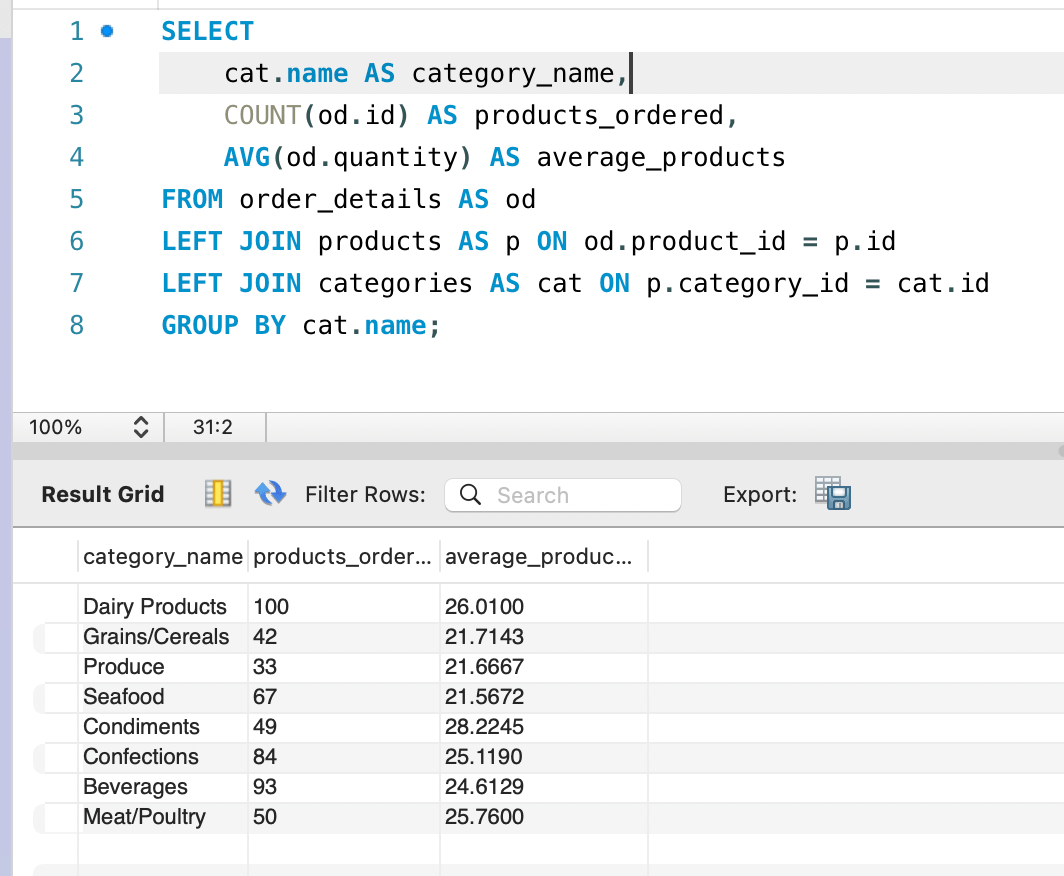 1 SELECT
2 cat.name AS category_name,
3 COUNT(od.id) AS products_ordered,
4 AVG(od.quantity) AS average_products
5 FROM order_details AS od
6 LEFT JOIN products AS p ON od.product_id = p.id
7 LEFT JOIN categories AS cat ON p.category_id = cat.id
8 GROUP BY cat.name;
100% 31:2
Result Grid Filter Rows: Search Export:
category_name products_order... average_produc...
Dairy Products 100 26.0100
Grains/Cereals 42 21.7143
Produce 33 21.6667
Seafood 67 21.5672
Condiments 49 28.2245
Confections 84 25.1190
Beverages 93 24.6129
Meat/Poultry 50 25.7600